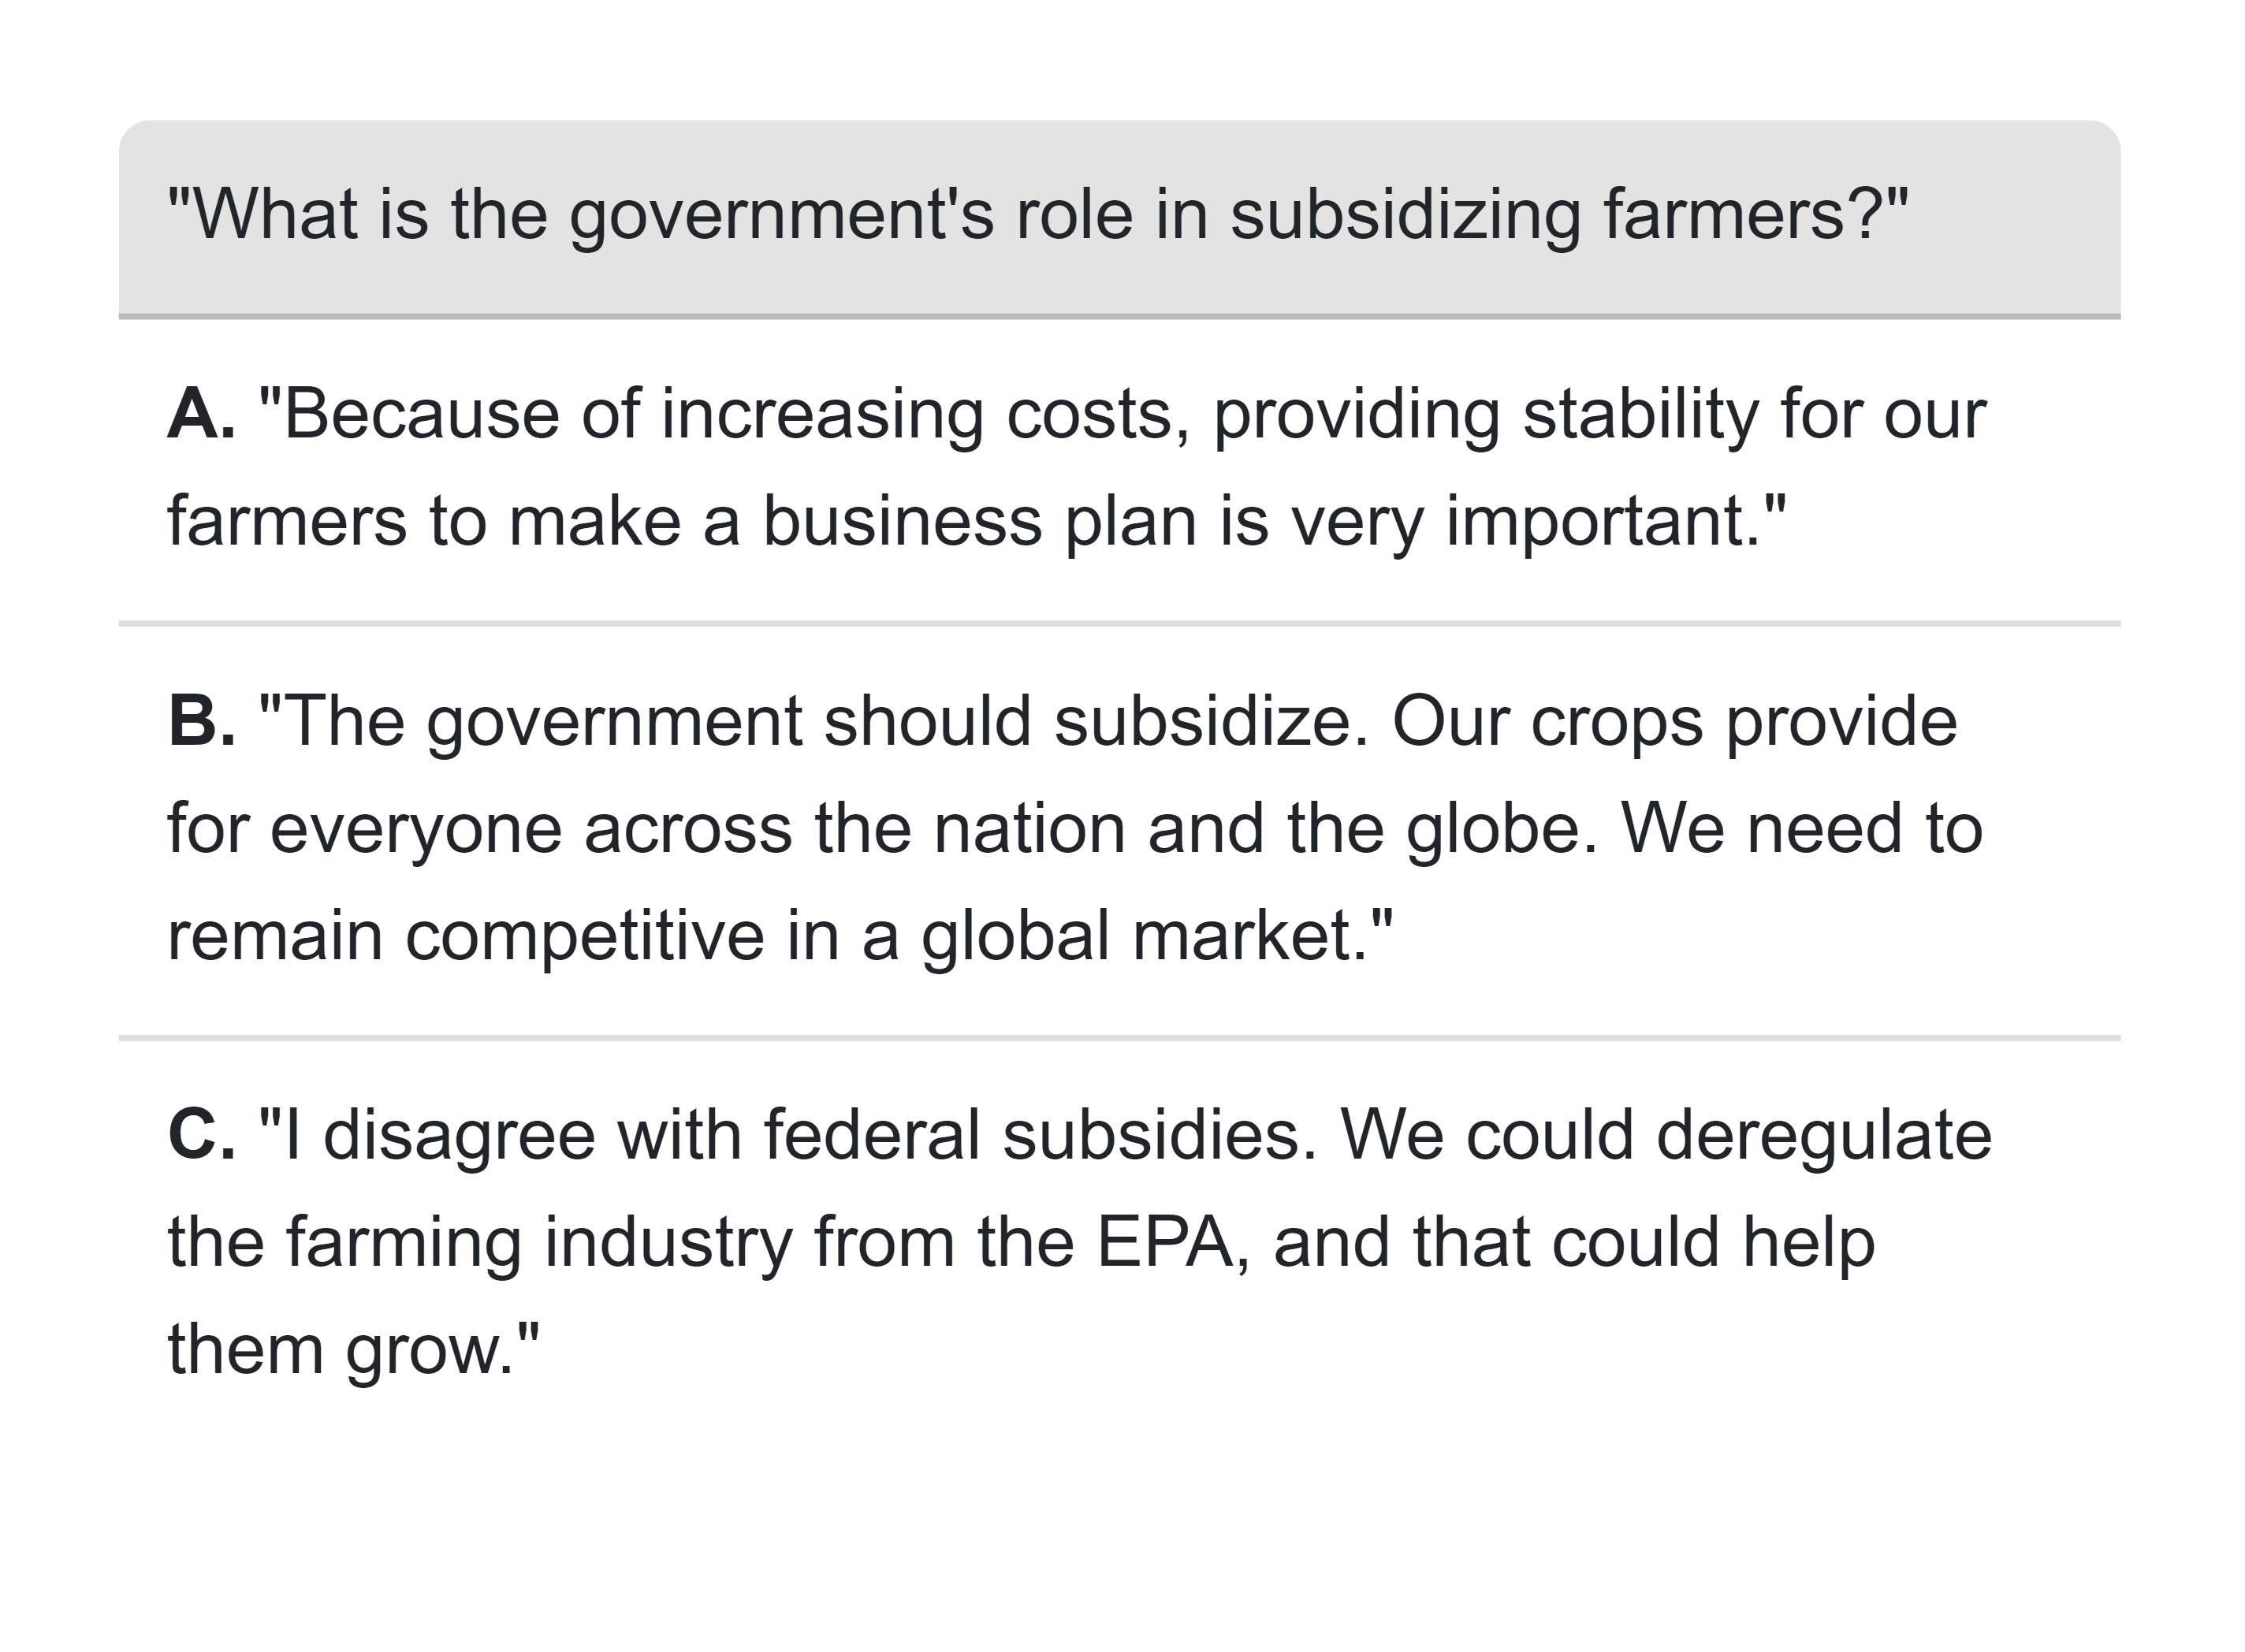 "What is the government's role in subsidizing farmers?"
A. "Because of increasing costs, providing stability for our
farmers to make a business plan is very important."
B. "The government should subsidize. Our crops provide
for everyone across the nation and the globe. We need to
remain competitive in a global market."
C. "I disagree with federal subsidies. We could deregulate
the farming industry from the EPA, and that could help
them grow."